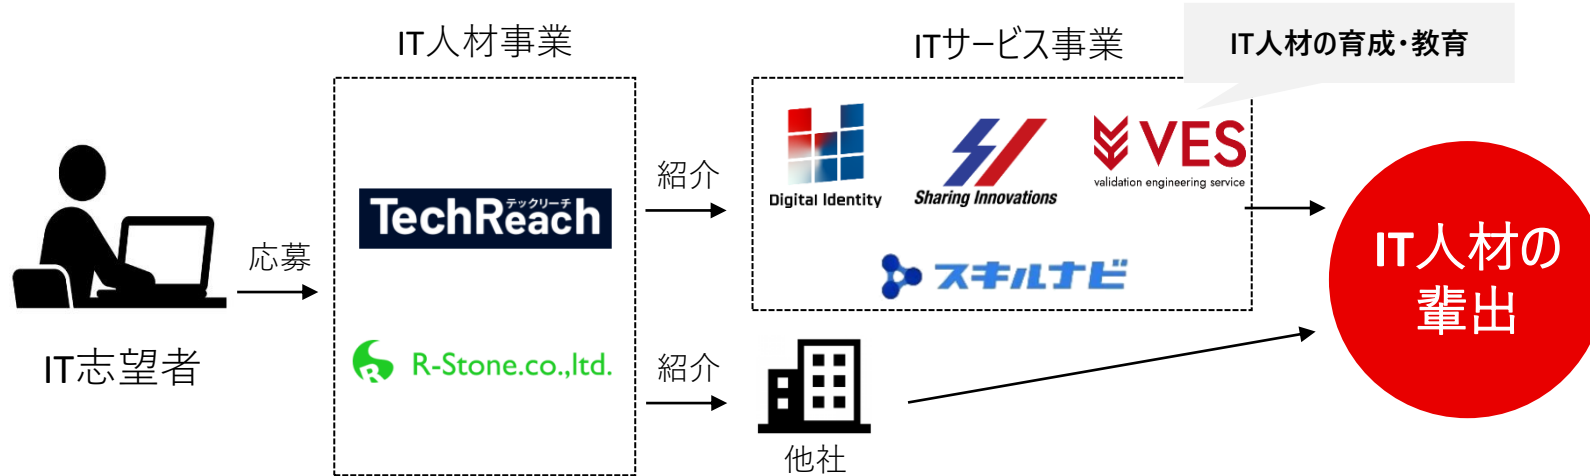 IT人材事業
ITサービス事業
IT人材の育成・教育
IT志望者
応募
テックリーチ
TechReach
R-Stone.co.,ltd.
紹介
紹介
Digital Identity
Sharing Innovations
VES
validation engineering service
スキルナビ
他社
IT人材の
輩出